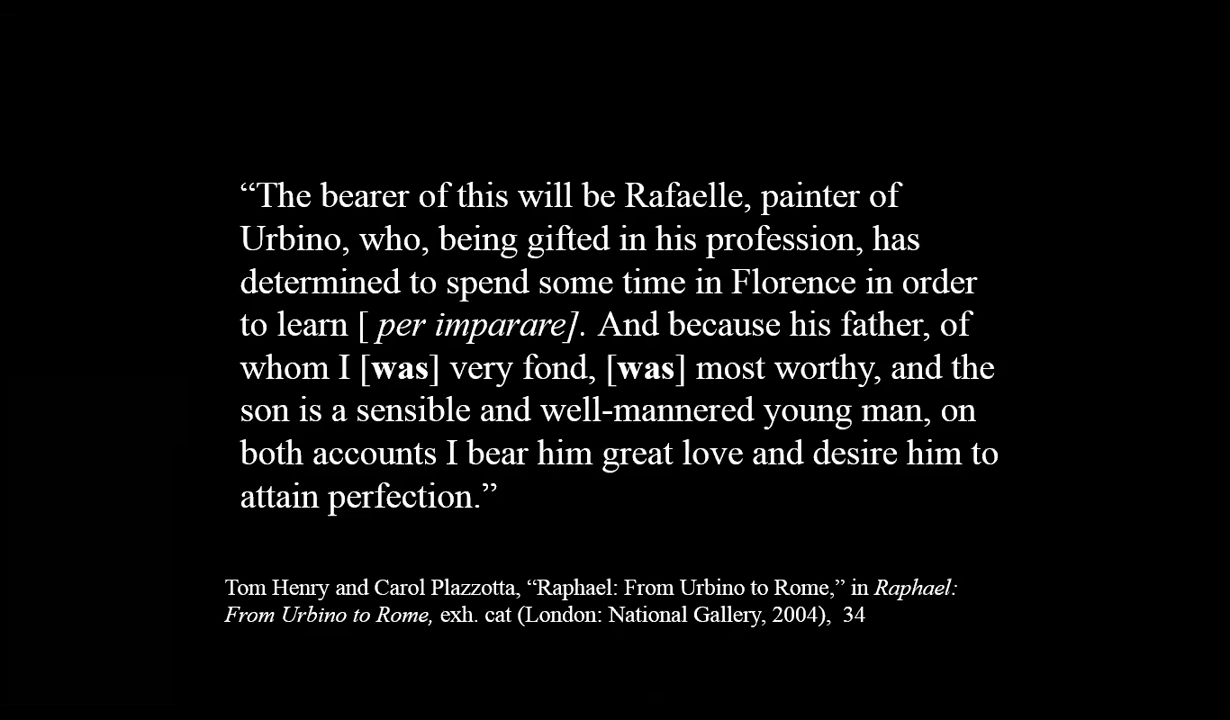 “The bearer of this will be Rafaelle, painter of
Urbino, who, being gifted in his profession, has
determined to spend some time in Florence in order
to learn [ per imparare]. And because his father, of
whom I [was] very fond, [was] most worthy, and the
son is a sensible and well-mannered young man, on
both accounts I bear him great love and desire him to
attain perfection.”
Tom Henry and Carol Plazzotta, “Raphael: From Urbino to Rome,” in Raphael:
From Urbino to Rome, exh. cat (London: National Gallery, 2004), 34